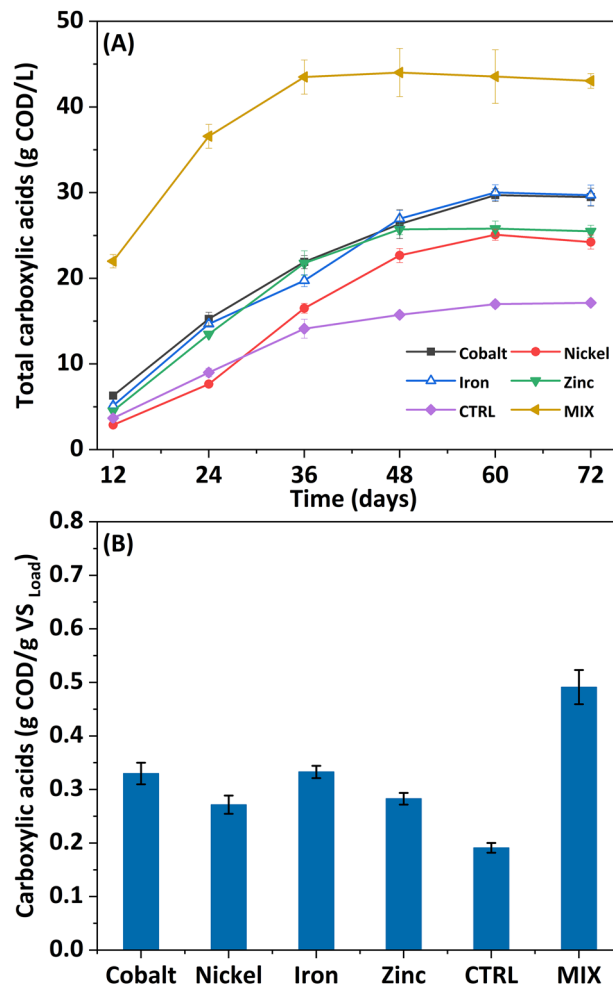 (A)
Total carboxylic acids (g COD/L)
50
40
30
20
10
0
Cobalt Nickel
Iron Zinc
CTRL MIX
12 24 36 48 60 72
Time (days)
(B)
Carboxylic acids (g COD/g VS Load)
0.8
0.7
0.6
0.5
0.4
0.3
0.2
0.1
0.0
Cobalt Nickel Iron Zinc CTRL MIX